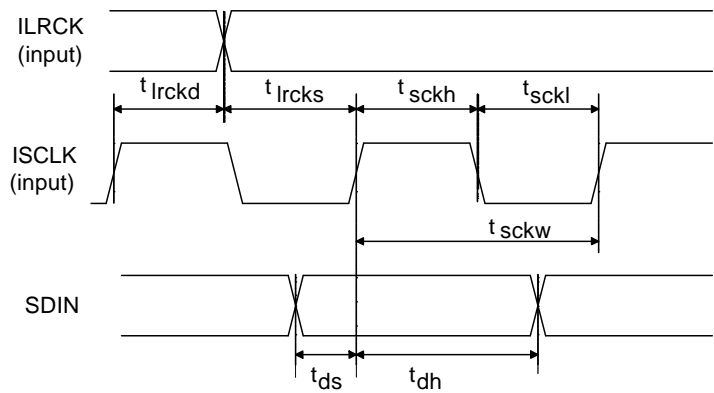 ILRCK
(input)
t lrckd
t lrcks
t sckh
t sckl
ISCLK
(input)
t sckw
SDIN
t ds
t dh